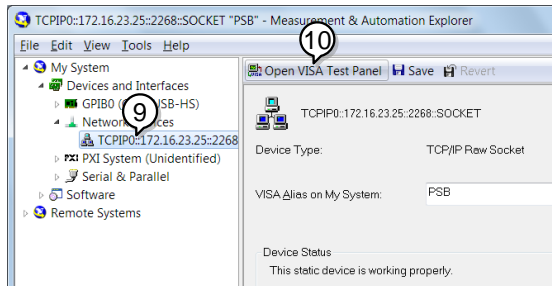 TCPIP0::172.16.23.25::2268::SOCKET "PSB" - Measurement & Automation Explorer
File Edit View Tools Help
10
My System
Devices and Interfaces
GPIB0 SB-HS)
9
Network
TCPIP0::172.16.23.25::2268
PXI PXI System (Unidentified)
Serial & Parallel
Software
Remote Systems
Open VISA Test Panel Save Revert
TCPIP0::172.16.23.25::2268::SOCKET
Device Type: TCP/IP Raw Socket
VISA Alias on My System: PSB
Device Status
This static device is working properly.